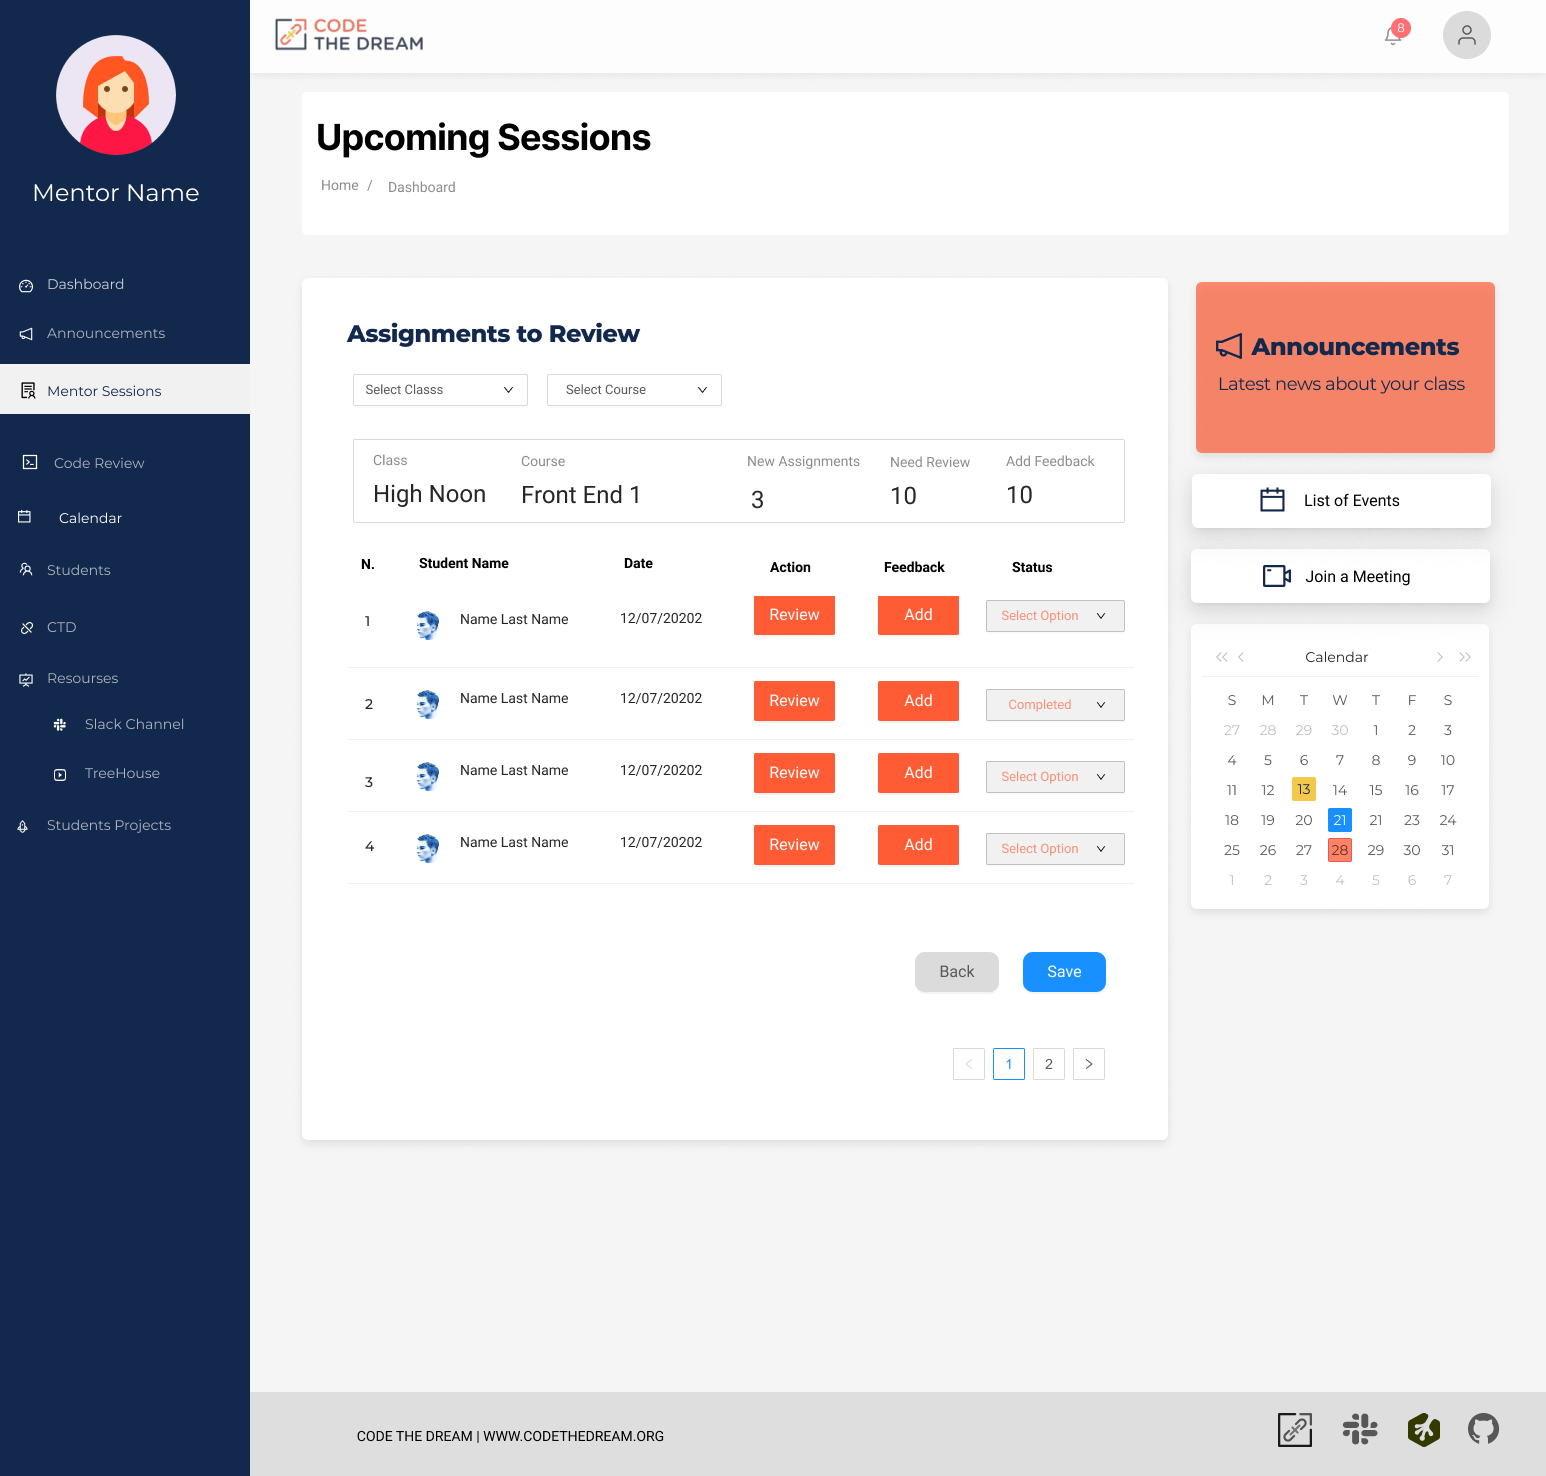 Mentor Name
Dashboard
Announcements
Mentor Sessions
Code Review
Calendar
Students
CTD
Resourses
Slack Channel
TreeHouse
Students Projects
CODE
THE DREAM
8
Upcoming Sessions
Home / Dashboard
Assignments to Review
Select Classs
Select Course
Class Course New Assignments Need Review Add Feedback
High Noon Front End 1 3 10 10
N. Student Name Date Action Feedback Status
1 Name Last Name 12/07/20202 Review Add Select Option
2 Name Last Name 12/07/20202 Review Add Completed
3 Name Last Name 12/07/20202 Review Add Select Option
4 Name Last Name 12/07/20202 Review Add Select Option
Back Save
< 1 2 >
Announcements
Latest news about your class
List of Events
Join a Meeting
Calendar
S M T W T F S
27 28 29 30 1 2 3
4 5 6 7 8 9 10
11 12 13 14 15 16 17
18 19 20 21 21 23 24
25 26 27 28 29 30 31
1 2 3 4 5 6 7
CODE THE DREAM | WWW.CODETHEDREAM.ORG